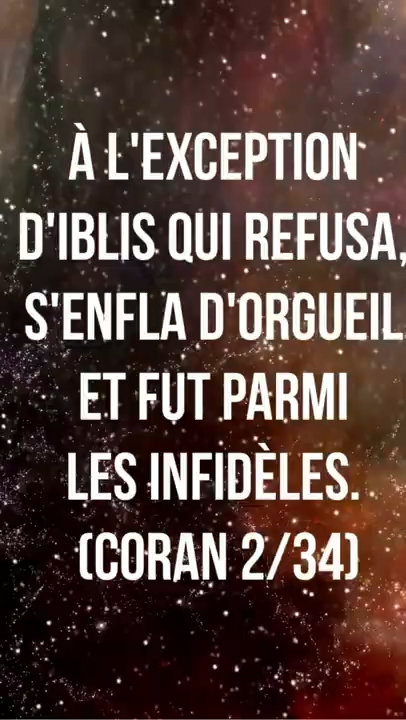 À L'EXCEPTION
D'IBLIS QUI REFUSA,
S'ENFLA D'ORGUEIL
ET FUT PARMI
LES INFIDÈLES.
(CORAN 2/34)